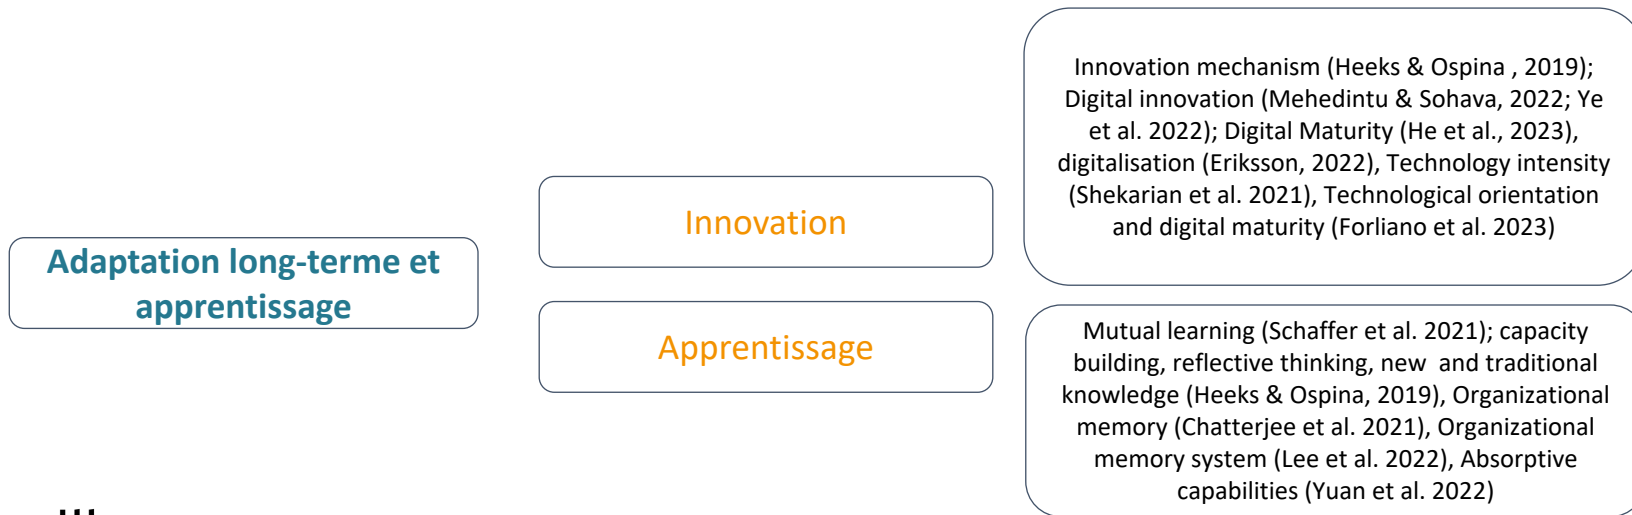 Adaptation long-terme et
apprentissage
Innovation
Apprentissage
Innovation mechanism (Heeks & Ospina , 2019);
Digital innovation (Mehedintu & Sohava, 2022; Ye
et al. 2022); Digital Maturity (He et al., 2023),
digitalisation (Eriksson, 2022), Technology intensity
(Shekarian et al. 2021), Technological orientation
and digital maturity (Forliano et al. 2023)
Mutual learning (Schaffer et al. 2021); capacity
building, reflective thinking, new  and traditional
knowledge (Heeks & Ospina, 2019), Organizational
memory (Chatterjee et al. 2021), Organizational
memory system (Lee et al. 2022), Absorptive
capabilities (Yuan et al. 2022)